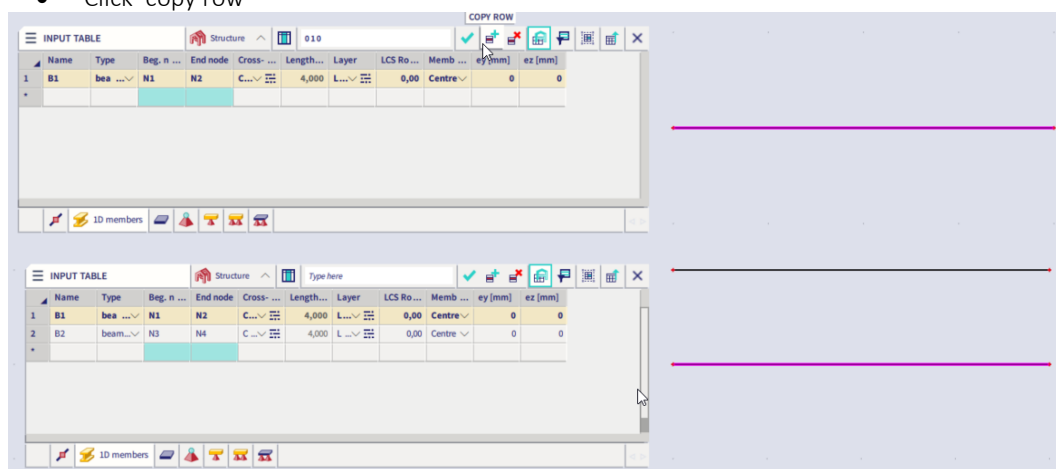 • Click "copy row"
COPY ROW
INPUT TABLE Structure 010
Name Type Beg. n ... End node Cross- ... Length... Layer LCS Ro... Memb ... ey [mm] ez [mm]
1 B1 bea ... N1 N2 C... 4,000 L... 0,00 Centre 0 0
*
1D members
INPUT TABLE Structure Type here
Name Type Beg. n ... End node Cross- ... Length... Layer LCS Ro... Memb ... ey [mm] ez [mm]
1 B1 bea ... N1 N2 C... 4,000 L... 0,00 Centre 0 0
2 B2 beam... N3 N4 C ... 4,000 L ... 0,00 Centre 0 0
*
1D members